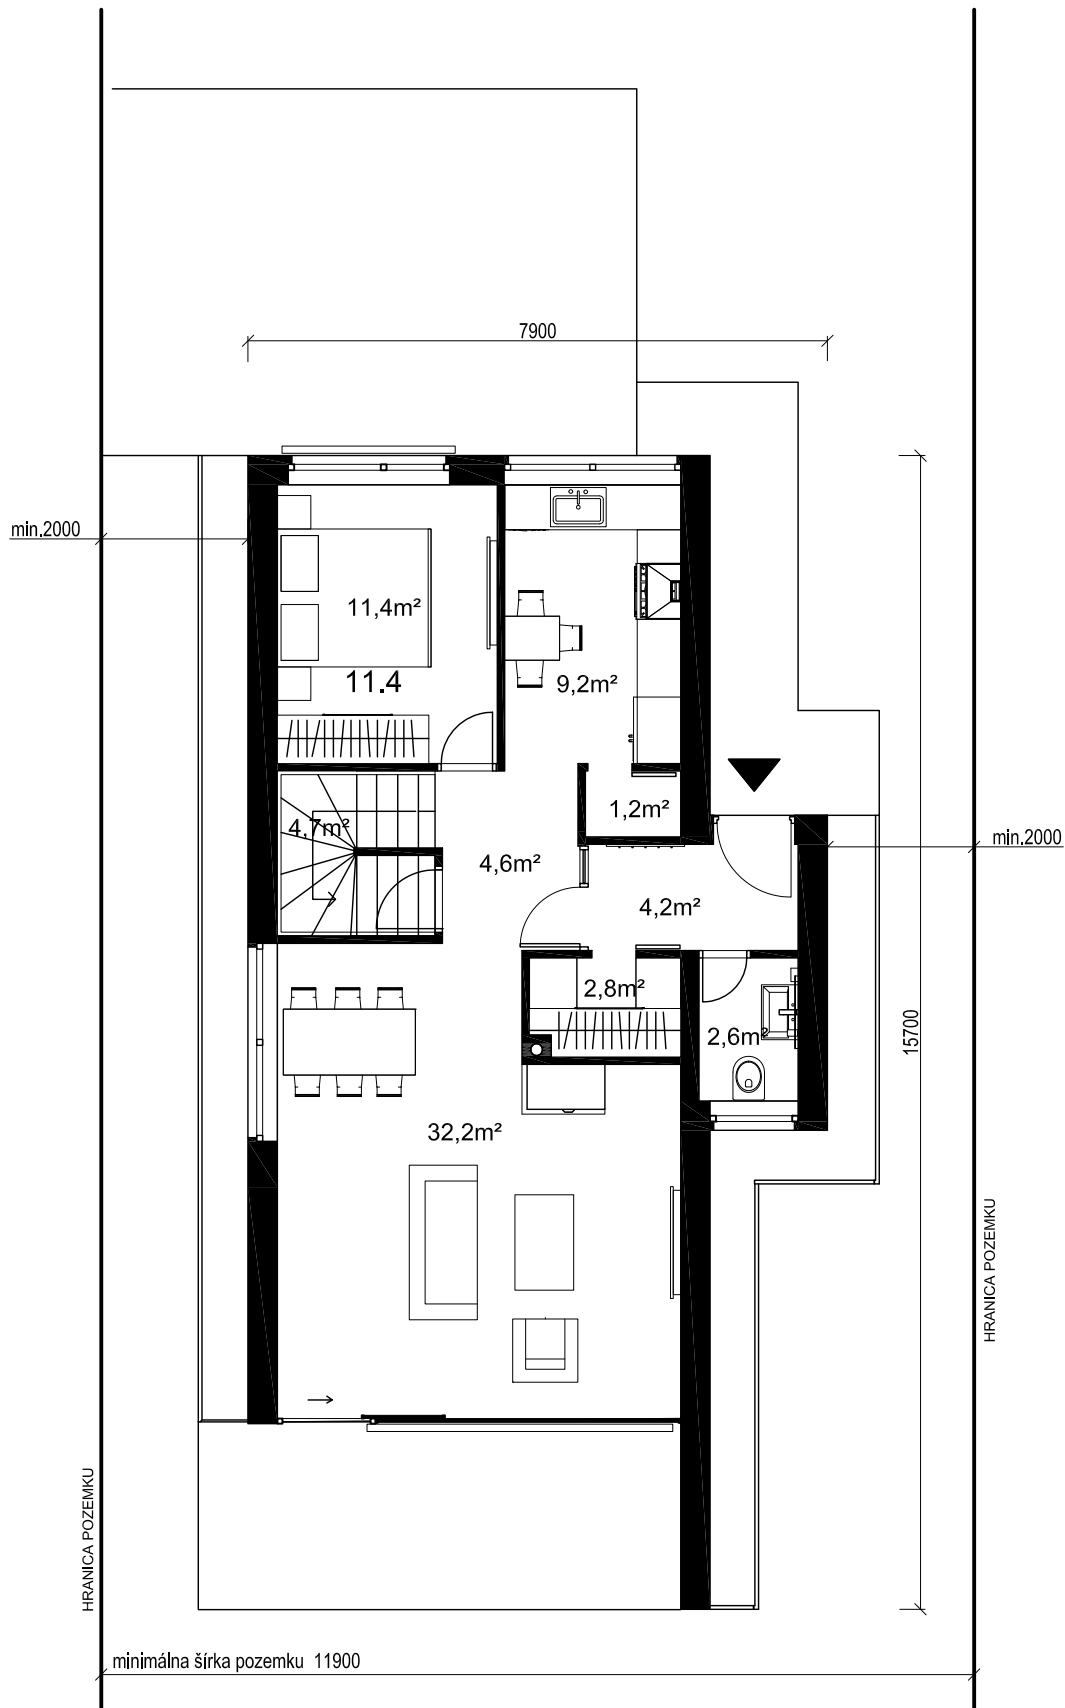 7900
min.2000
11,4m²
11.4
9,2m²
1,2m²
4,7m²
4,6m²
min.2000
4,2m²
2,8m²
2,6m²
15700
32,2m²
HRANICA POZEMKU
HRANICA POZEMKU
minimálna šírka pozemku 11900